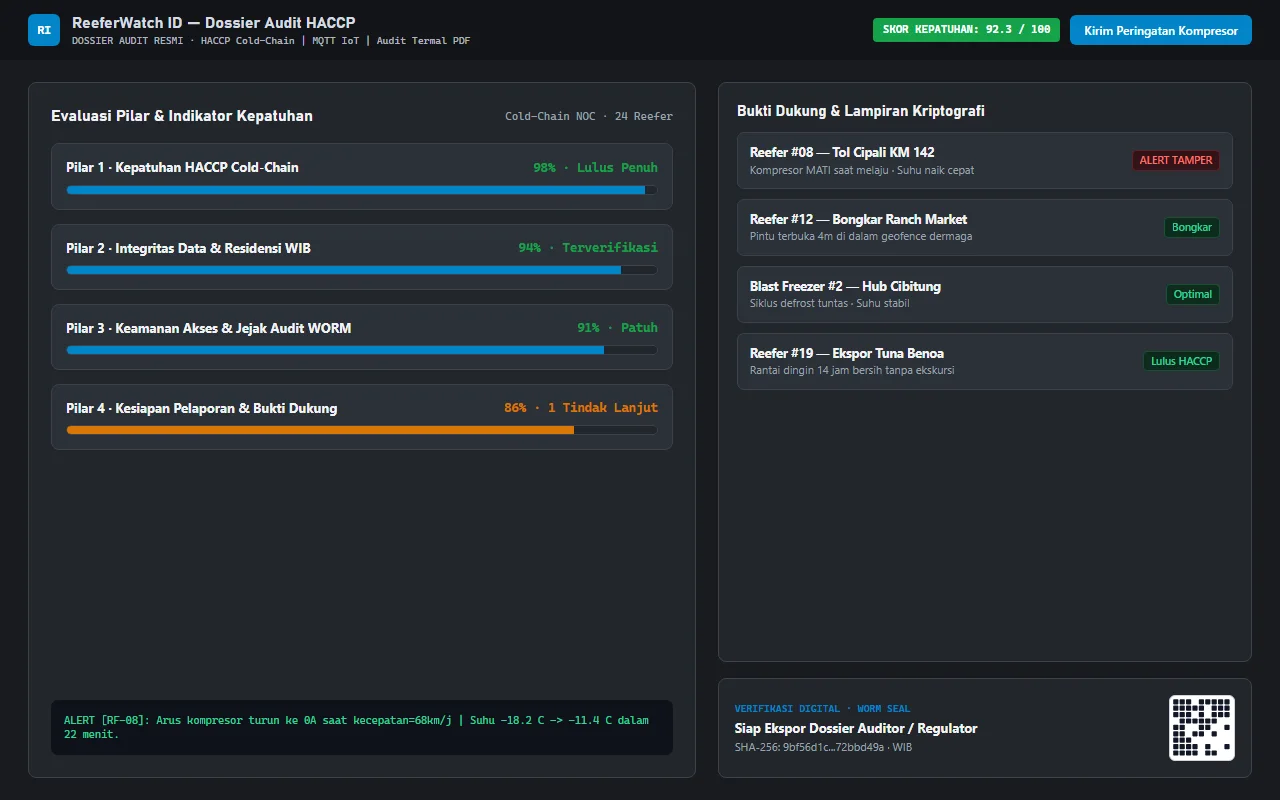 RI
ReeferWatch ID — Dossier Audit HACCP
DOSSIER AUDIT RESMI · HACCP Cold-Chain | MQTT IoT | Audit Termal PDF
SKOR KEPATUHAN: 92.3 / 100
Kirim Peringatan Kompresor
Evaluasi Pilar & Indikator Kepatuhan
Cold-Chain NOC · 24 Reefer
Pilar 1 · Kepatuhan HACCP Cold-Chain
98% · Lulus Penuh
Pilar 2 · Integritas Data & Residensi WIB
94% · Terverifikasi
Pilar 3 · Keamanan Akses & Jejak Audit WORM
91% · Patuh
Pilar 4 · Kesiapan Pelaporan & Bukti Dukung
86% · 1 Tindak Lanjut
ALERT [RF-08]: Arus kompresor turun ke 0A saat kecepatan=68km/j | Suhu -18.2 C -> -11.4 C dalam
22 menit.
Bukti Dukung & Lampiran Kriptografi
Reefer #08 — Tol Cipali KM 142
Kompresor MATI saat melaju · Suhu naik cepat
ALERT TAMPER
Reefer #12 — Bongkar Ranch Market
Pintu terbuka 4m di dalam geofence dermaga
Bongkar
Blast Freezer #2 — Hub Cibitung
Siklus defrost tuntas · Suhu stabil
Optimal
Reefer #19 — Ekspor Tuna Benoa
Rantai dingin 14 jam bersih tanpa ekskursi
Lulus HACCP
VERIFIKASI DIGITAL · WORM SEAL
Siap Ekspor Dossier Auditor / Regulator
SHA-256: 9bf56d1c...72bbd49a · WIB